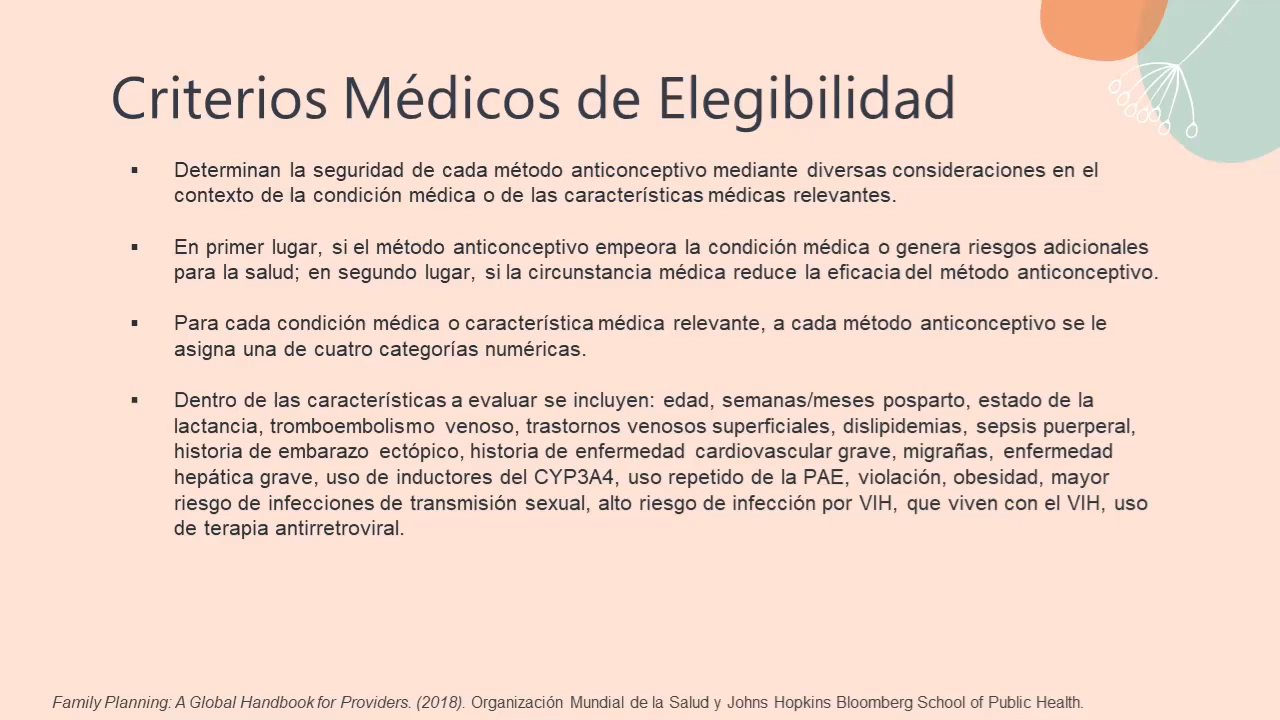 Criterios Médicos de Elegibilidad
▪ Determinan la seguridad de cada método anticonceptivo mediante diversas consideraciones en el
contexto de la condición médica o de las características médicas relevantes.
▪ En primer lugar, si el método anticonceptivo empeora la condición médica o genera riesgos adicionales
para la salud; en segundo lugar, si la circunstancia médica reduce la eficacia del método anticonceptivo.
▪ Para cada condición médica o característica médica relevante, a cada método anticonceptivo se le
asigna una de cuatro categorías numéricas.
▪ Dentro de las características a evaluar se incluyen: edad, semanas/meses posparto, estado de la
lactancia, tromboembolismo venoso, trastornos venosos superficiales, dislipidemias, sepsis puerperal,
historia de embarazo ectópico, historia de enfermedad cardiovascular grave, migrañas, enfermedad
hepática grave, uso de inductores del CYP3A4, uso repetido de la PAE, violación, obesidad, mayor
riesgo de infecciones de transmisión sexual, alto riesgo de infección por VIH, que viven con el VIH, uso
de terapia antirretroviral.
Family Planning: A Global Handbook for Providers. (2018). Organización Mundial de la Salud y Johns Hopkins Bloomberg School of Public Health.